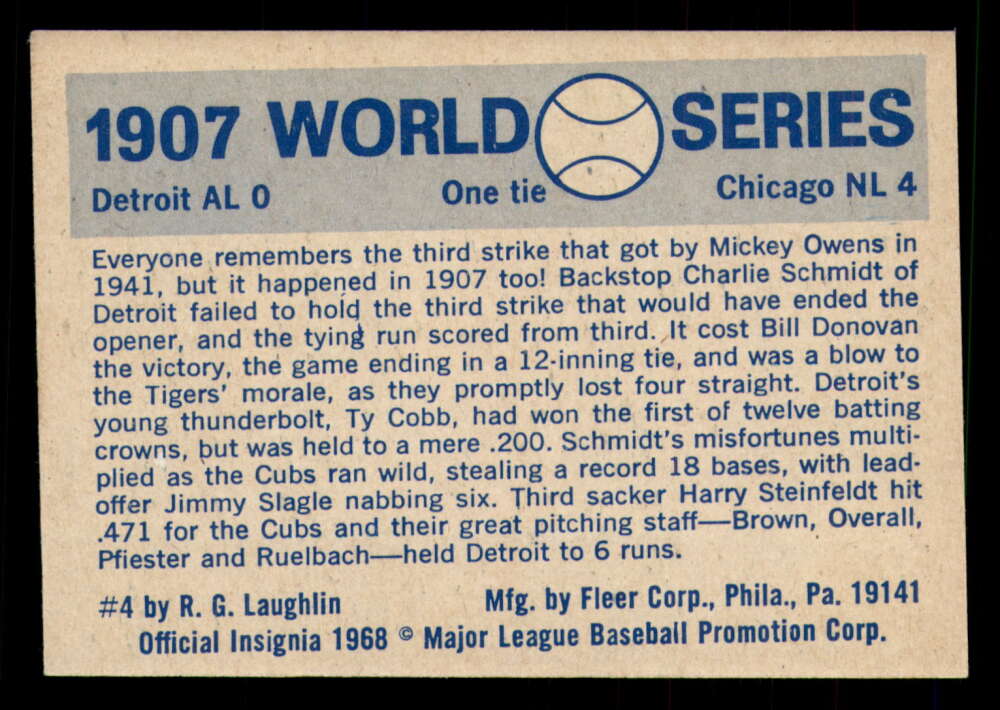 1907 WORLD SERIES
Detroit AL 0 One tie Chicago NL 4
Everyone remembers the third strike that got by Mickey Owens in
1941, but it happened in 1907 too! Backstop Charlie Schmidt of
Detroit failed to hold the third strike that would have ended the
opener, and the tying run scored from third. It cost Bill Donovan
the victory, the game ending in a 12-inning tie, and was a blow to
the Tigers' morale, as they promptly lost four straight. Detroit's
young thunderbolt, Ty Cobb, had won the first of twelve batting
crowns, but was held to a mere .200. Schmidt's misfortunes multi-
plied as the Cubs ran wild, stealing a record 18 bases, with lead-
offer Jimmy Slagle nabbing six. Third sacker Harry Steinfeldt hit
.471 for the Cubs and their great pitching staff—Brown, Overall,
Pfiester and Ruelbach—held Detroit to 6 runs.
#4 by R. G. Laughlin Mfg. by Fleer Corp., Phila., Pa. 19141
Official Insignia 1968 © Major League Baseball Promotion Corp.